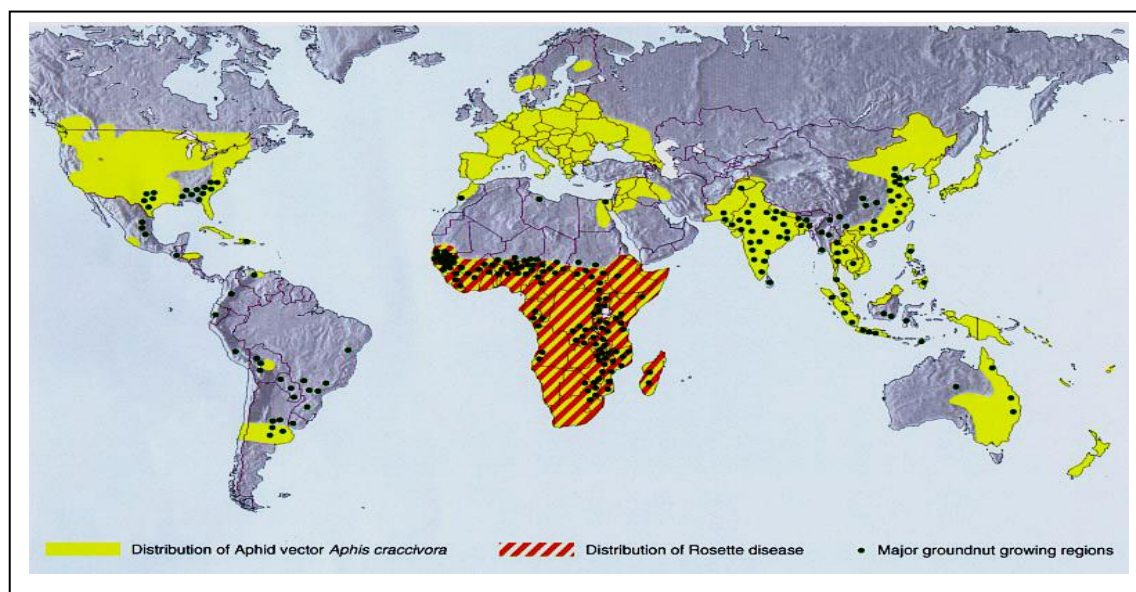 Distribution of Aphid vector Aphis craccivora
Distribution of Rosette disease
Major groundnut growing regions